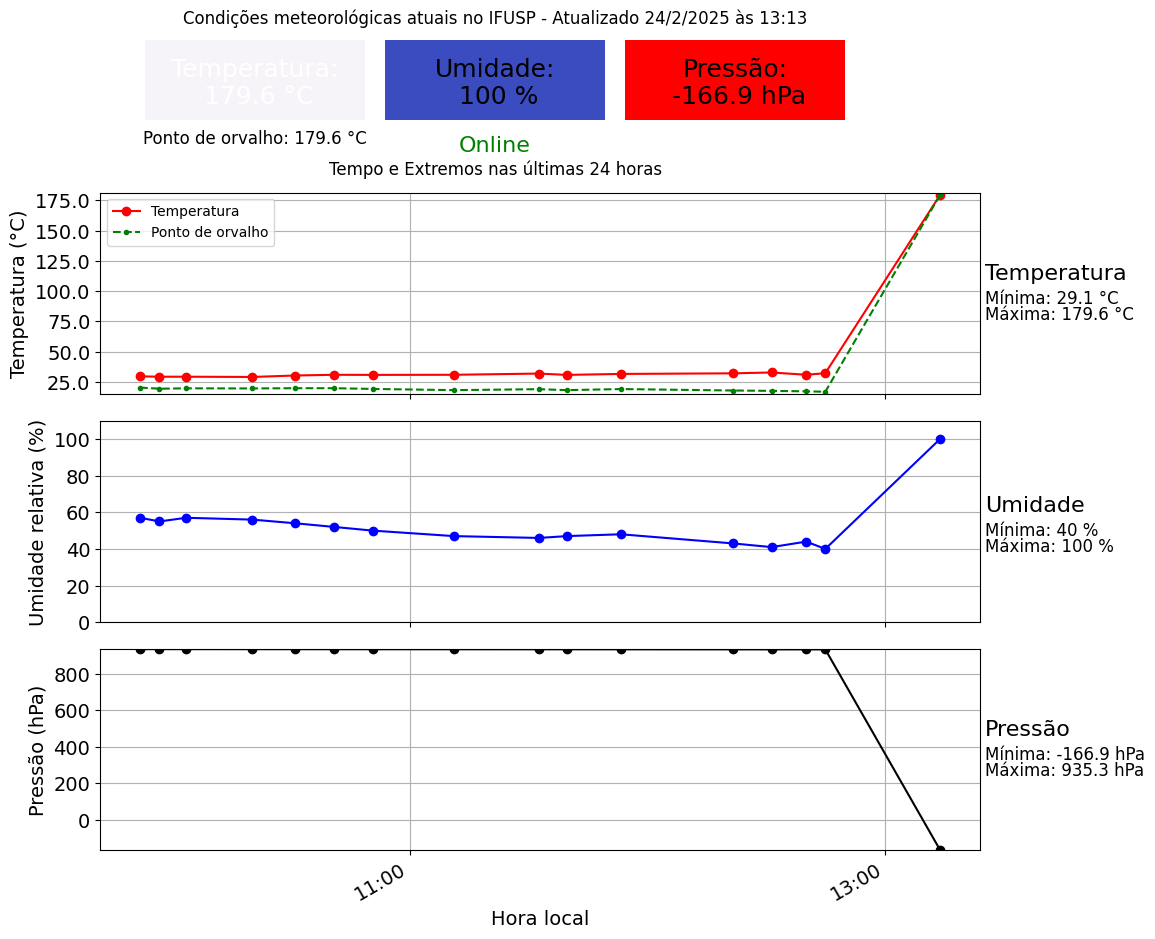 Condições meteorológicas atuais no IFUSP - Atualizado 24/2/2025 às 13:13
Temperatura:
179.6 °C
Umidade:
100 %
Pressão:
-166.9 hPa
Ponto de orvalho: 179.6 °C
Online
Tempo e Extremos nas últimas 24 horas
Temperatura (°C)
175.0
150.0
125.0
100.0
75.0
50.0
25.0
Temperatura
Ponto de orvalho
Temperatura
Mínima: 29.1 °C
Máxima: 179.6 °C
Umidade relativa (%)
100
80
60
40
20
0
Umidade
Mínima: 40 %
Máxima: 100 %
Pressão (hPa)
800
600
400
200
0
Pressão
Mínima: -166.9 hPa
Máxima: 935.3 hPa
11:00
13:00
Hora local